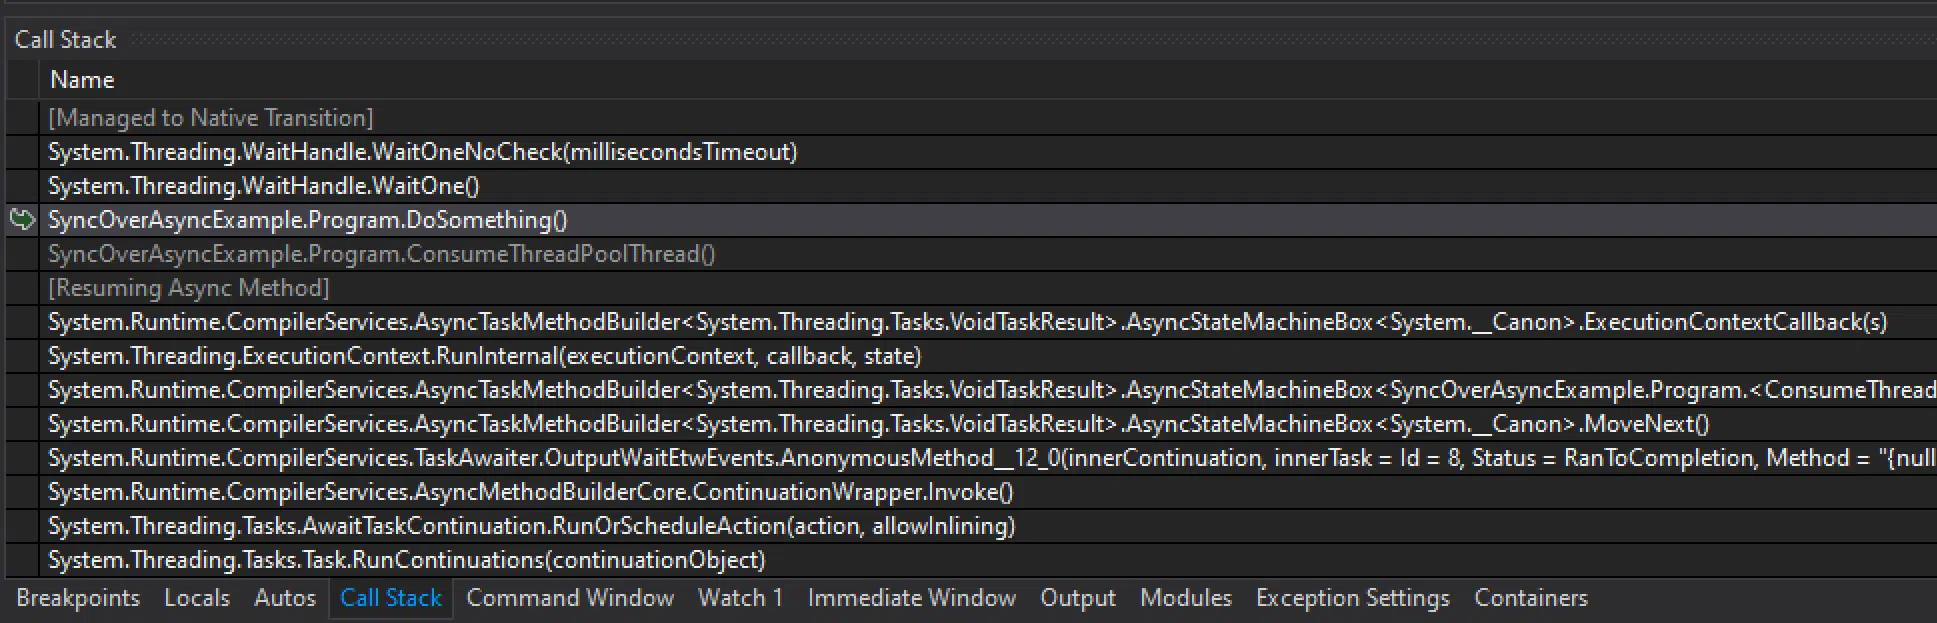 Call Stack
Name
[Managed to Native Transition]
System.Threading.WaitHandle.WaitOneNoCheck(millisecondsTimeout)
System.Threading.WaitHandle.WaitOne()
SyncOverAsyncExample.Program.DoSomething()
SyncOverAsyncExample.Program.ConsumeThreadPoolThread()
[Resuming Async Method]
System.Runtime.CompilerServices.AsyncTaskMethodBuilder<System.Threading.Tasks.VoidTaskResult>.AsyncStateMachineBox<System.__Canon>.ExecutionContextCallback(s)
System.Threading.ExecutionContext.RunInternal(executionContext, callback, state)
System.Runtime.CompilerServices.AsyncTaskMethodBuilder<System.Threading.Tasks.VoidTaskResult>.AsyncStateMachineBox<SyncOverAsyncExample.Program.<ConsumeThread
System.Runtime.CompilerServices.AsyncTaskMethodBuilder<System.Threading.Tasks.VoidTaskResult>.AsyncStateMachineBox<System.__Canon>.MoveNext()
System.Runtime.CompilerServices.TaskAwaiter.OutputWaitEtwEvents.AnonymousMethod__12_0(innerContinuation, innerTask = Id = 8, Status = RanToCompletion, Method = "{null
System.Runtime.CompilerServices.AsyncMethodBuilderCore.ContinuationWrapper.Invoke()
System.Threading.Tasks.AwaitTaskContinuation.RunOrScheduleAction(action, allowInlining)
System.Threading.Tasks.Task.RunContinuations(continuationObject)
Breakpoints Locals Autos Call Stack Command Window Watch 1 Immediate Window Output Modules Exception Settings Containers